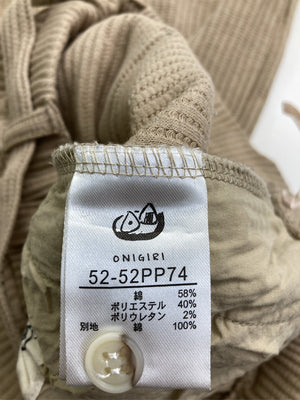 ONIGIRI
52-52PP74
綿 58%
ポリエステル 40%
ポリウレタン 2%
別地 綿 100%